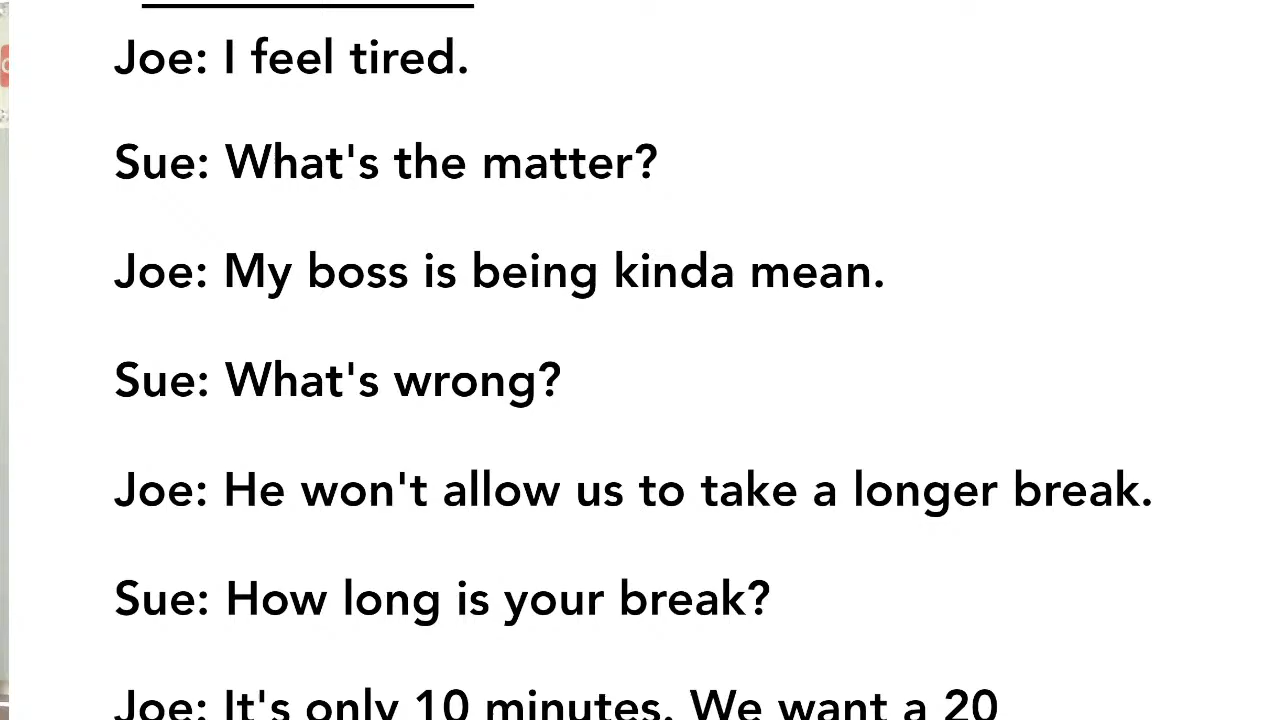 Joe: I feel tired.
Sue: What's the matter?
Joe: My boss is being kinda mean.
Sue: What's wrong?
Joe: He won't allow us to take a longer break.
Sue: How long is your break?
Joe: It's only 10 minutes. We want a 20